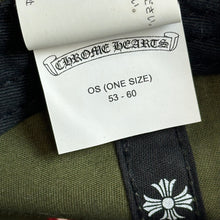 CHROME HEARTS
OS (ONE SIZE)
53 - 60